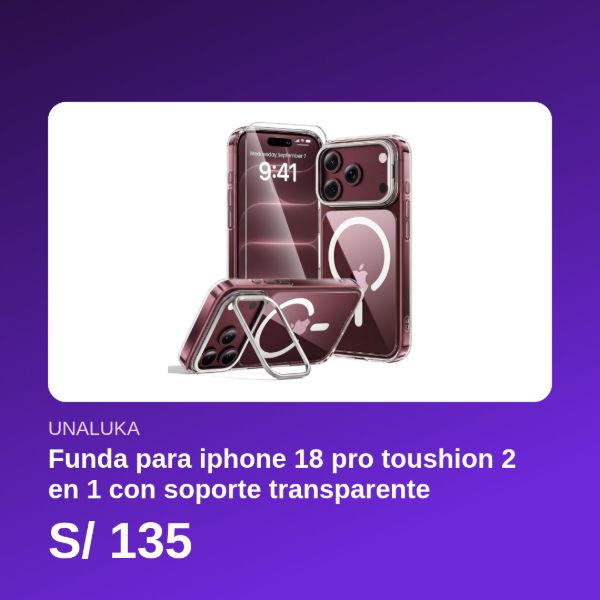 Wednesday September 7
9:41
UNALUKA
Funda para iphone 18 pro toushion 2
en 1 con soporte transparente
S/ 135